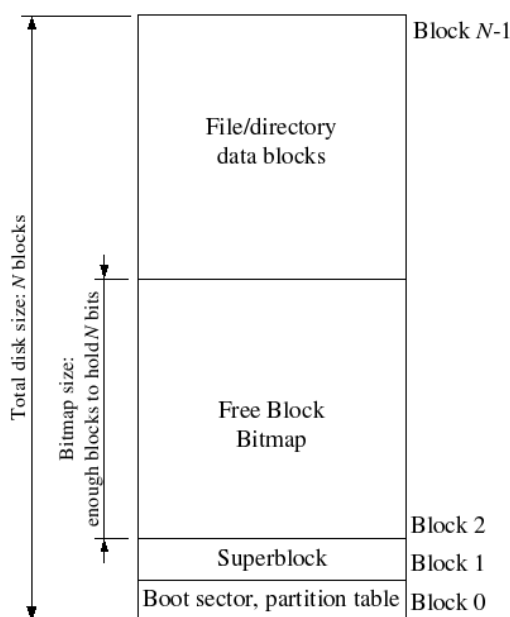 Block N-1
File/directory
data blocks
Total disk size: N blocks
Bitmap size:
enough blocks to hold N bits
Free Block
Bitmap
Block 2
Superblock
Block 1
Boot sector, partition table
Block 0